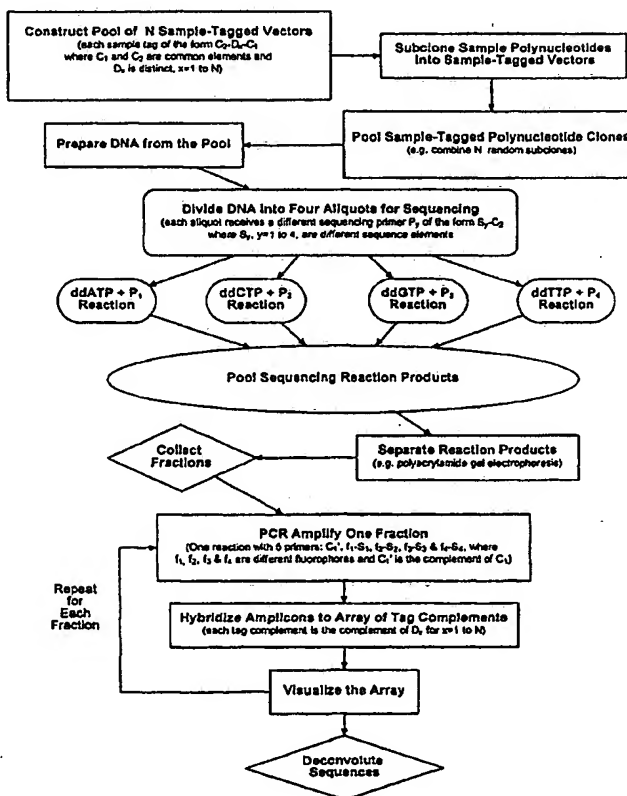 Construct Pool of N Sample-Tagged Vectors
(each sample tag of the form C₂-Dₓ-C₁
where C₁ and C₂ are common elements and
Dₓ is distinct, x=1 to N)
Subclone Sample Polynucleotides
Into Sample-Tagged Vectors
Pool Sample-Tagged Polynucleotide Clones
(e.g. combine N random subclones)
Prepare DNA from the Pool
Divide DNA into Four Aliquots for Sequencing
(each aliquot receives a different sequencing primer Pᵧ of the form Sᵧ-C₂
where Sᵧ, y=1 to 4, are different sequence elements
ddATP + P₁
Reaction
ddCTP + P₂
Reaction
ddGTP + P₃
Reaction
ddTTP + P₄
Reaction
Pool Sequencing Reaction Products
Separate Reaction Products
(e.g. polyacrylamide gel electrophoresis)
Collect
Fractions
PCR Amplify One Fraction
(One reaction with 5 primers: C₁', f₁-S₁, f₂-S₂, f₃-S₃ & f₄-S₄, where
f₁, f₂, f₃ & f₄ are different fluorophores and C₁' is the complement of C₁)
Repeat
for
Each
Fraction
Hybridize Amplicons to Array of Tag Complements
(each tag complement is the complement of Dₓ for x=1 to N)
Visualize the Array
Deconvolute
Sequences